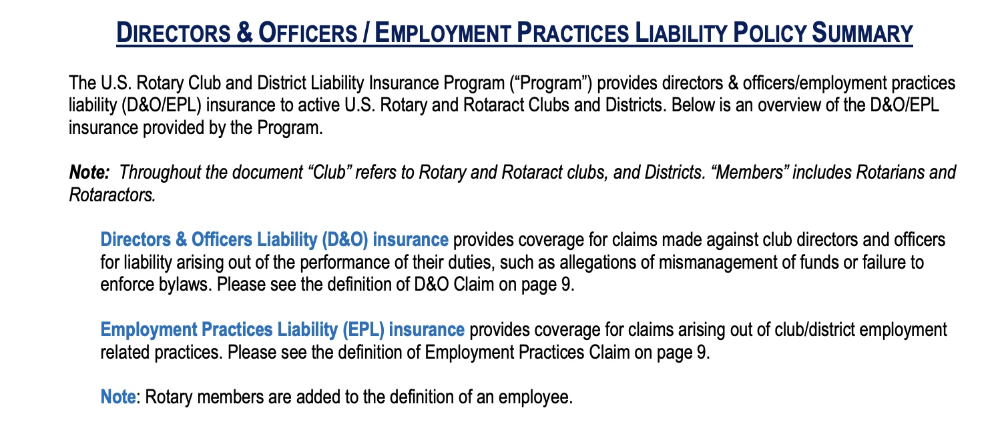 DIRECTORS & OFFICERS / EMPLOYMENT PRACTICES LIABILITY POLICY SUMMARY
The U.S. Rotary Club and District Liability Insurance Program (“Program”) provides directors & officers/employment practices
liability (D&O/EPL) insurance to active U.S. Rotary and Rotaract Clubs and Districts. Below is an overview of the D&O/EPL
insurance provided by the Program.
Note: Throughout the document “Club” refers to Rotary and Rotaract clubs, and Districts. “Members” includes Rotarians and
Rotaractors.
Directors & Officers Liability (D&O) insurance provides coverage for claims made against club directors and officers
for liability arising out of the performance of their duties, such as allegations of mismanagement of funds or failure to
enforce bylaws. Please see the definition of D&O Claim on page 9.
Employment Practices Liability (EPL) insurance provides coverage for claims arising out of club/district employment
related practices. Please see the definition of Employment Practices Claim on page 9.
Note: Rotary members are added to the definition of an employee.